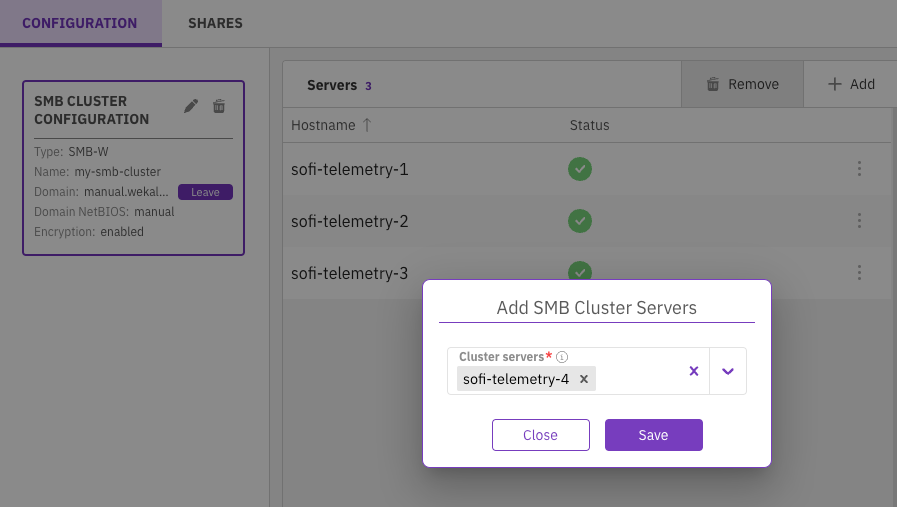 CONFIGURATION SHARES
SMB CLUSTER
CONFIGURATION
Type: SMB-W
Name: my-smb-cluster
Domain: manual.wekal... Leave
Domain NetBIOS: manual
Encryption: enabled
Servers 3 Remove Add
Hostname Status
sofi-telemetry-1
sofi-telemetry-2
sofi-telemetry-3
Add SMB Cluster Servers
Cluster servers*
sofi-telemetry-4
Close Save